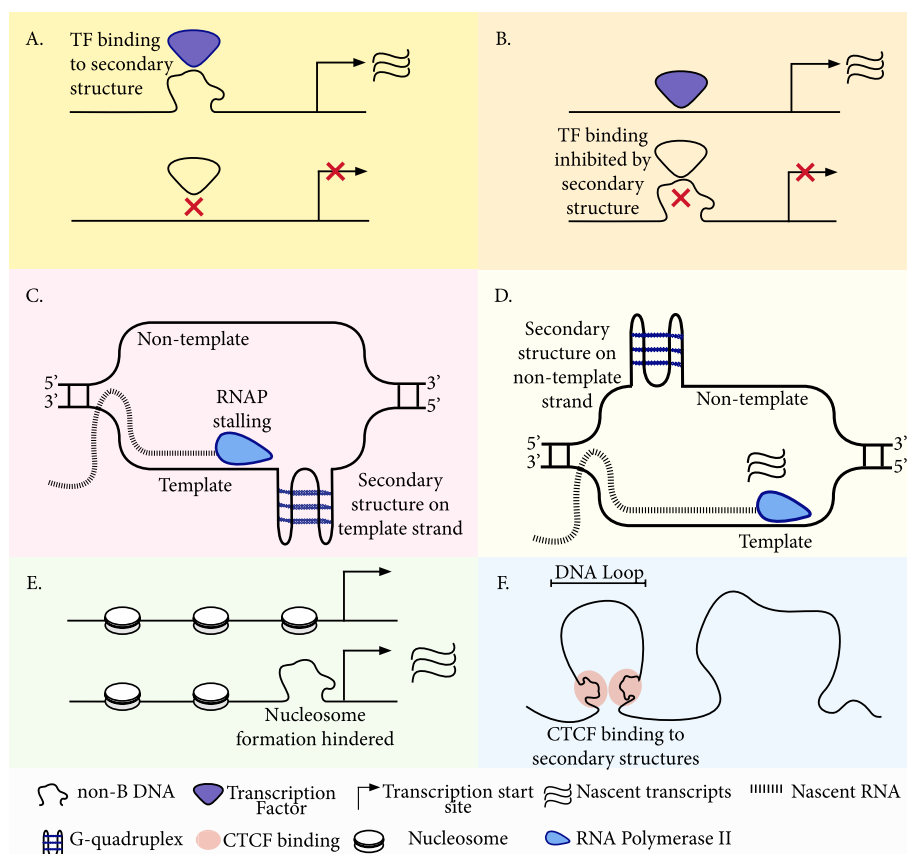 A.
TF binding
to secondary
structure
B.
TF binding
inhibited by
secondary
structure
C.
Non-template
5’
3’
3’
5’
RNAP
stalling
Template
Secondary
structure on
template strand
D.
Secondary
structure on
non-template
strand
Non-template
5’
3’
3’
5’
Template
E.
Nucleosome
formation hindered
F.
DNA Loop
CTCF binding to
secondary structures
non-B DNA
Transcription
Factor
Transcription start
site
Nascent transcripts
Nascent RNA
G-quadruplex
CTCF binding
Nucleosome
RNA Polymerase II